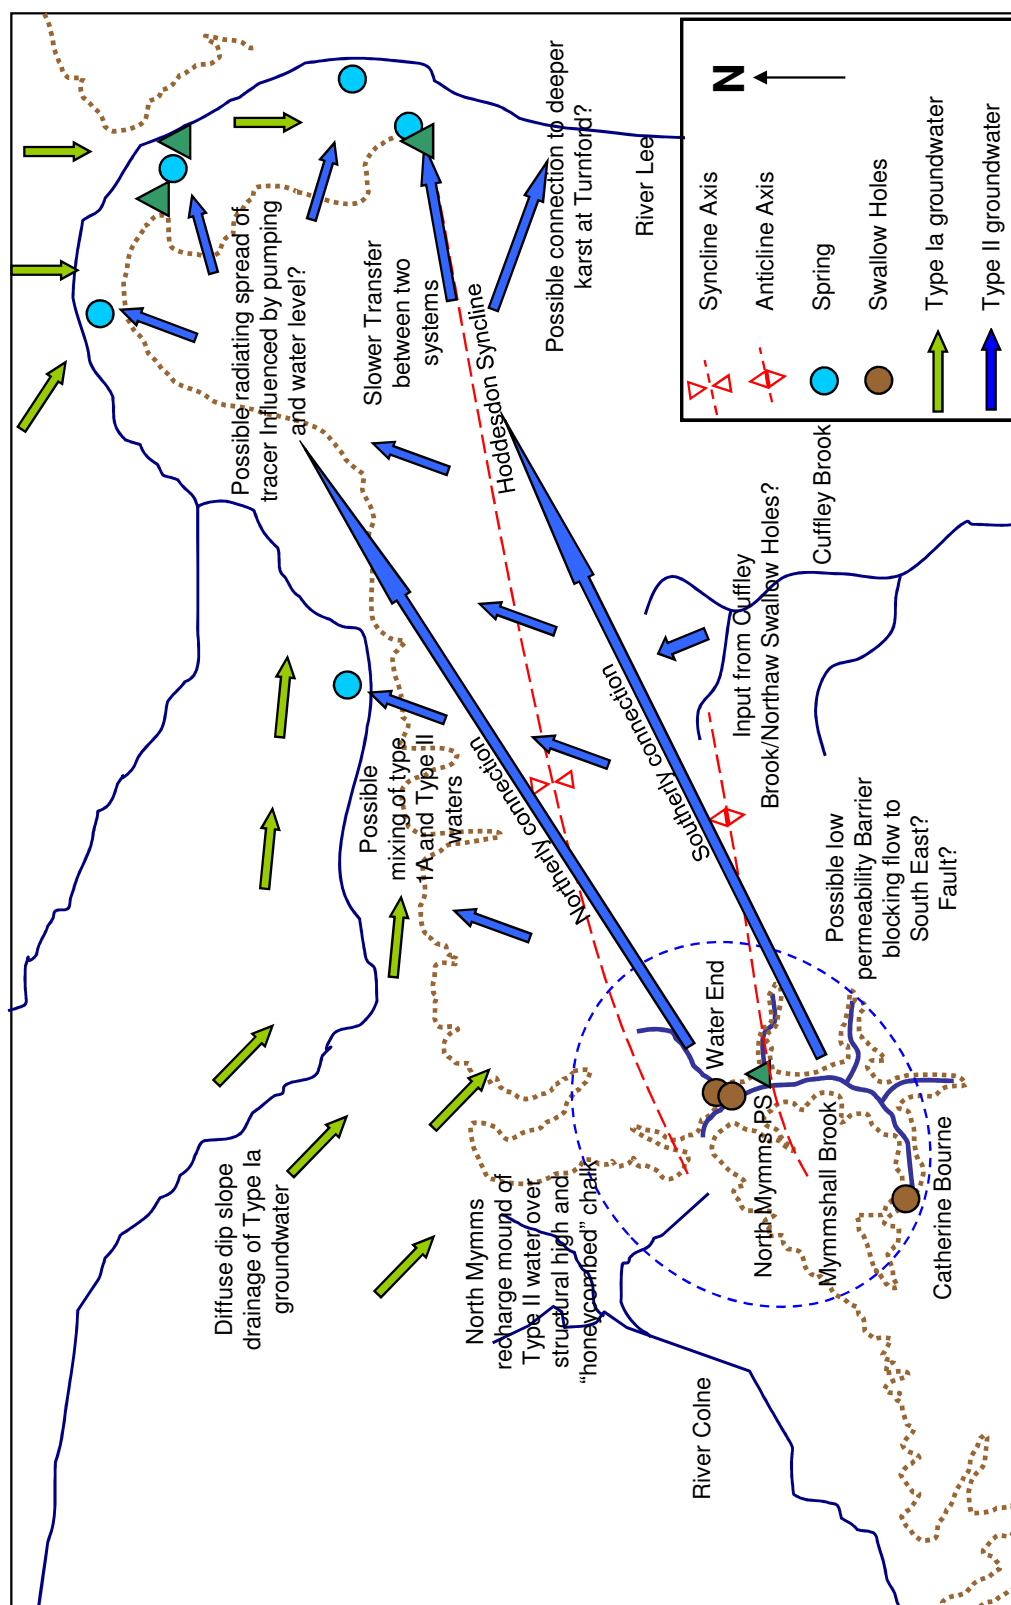 Diffuse dip slope
drainage of Type Ia
groundwater
Possible
mixing of type
1A and Type II
waters
Possible radiating spread of
tracer Influenced by pumping
and water level?
Slower Transfer
between two
systems
Hoddesdon Syncline
Possible connection to deeper
karst at Turnford?
River Lee
Northerly connection
Southerly connection
North Mymms
recharge mound of
Type II water over
structural high and
“honeycombed” chalk
Water End
North Mymms PS
Mymmshall Brook
Catherine Bourne
River Colne
Input from Cuffley
Brook/Northaw Swallow Holes?
Cuffley Brook
Possible low
permeability Barrier
blocking flow to
South East?
Fault?
N
Syncline Axis
Anticline Axis
Spring
Swallow Holes
Type Ia groundwater
Type II groundwater